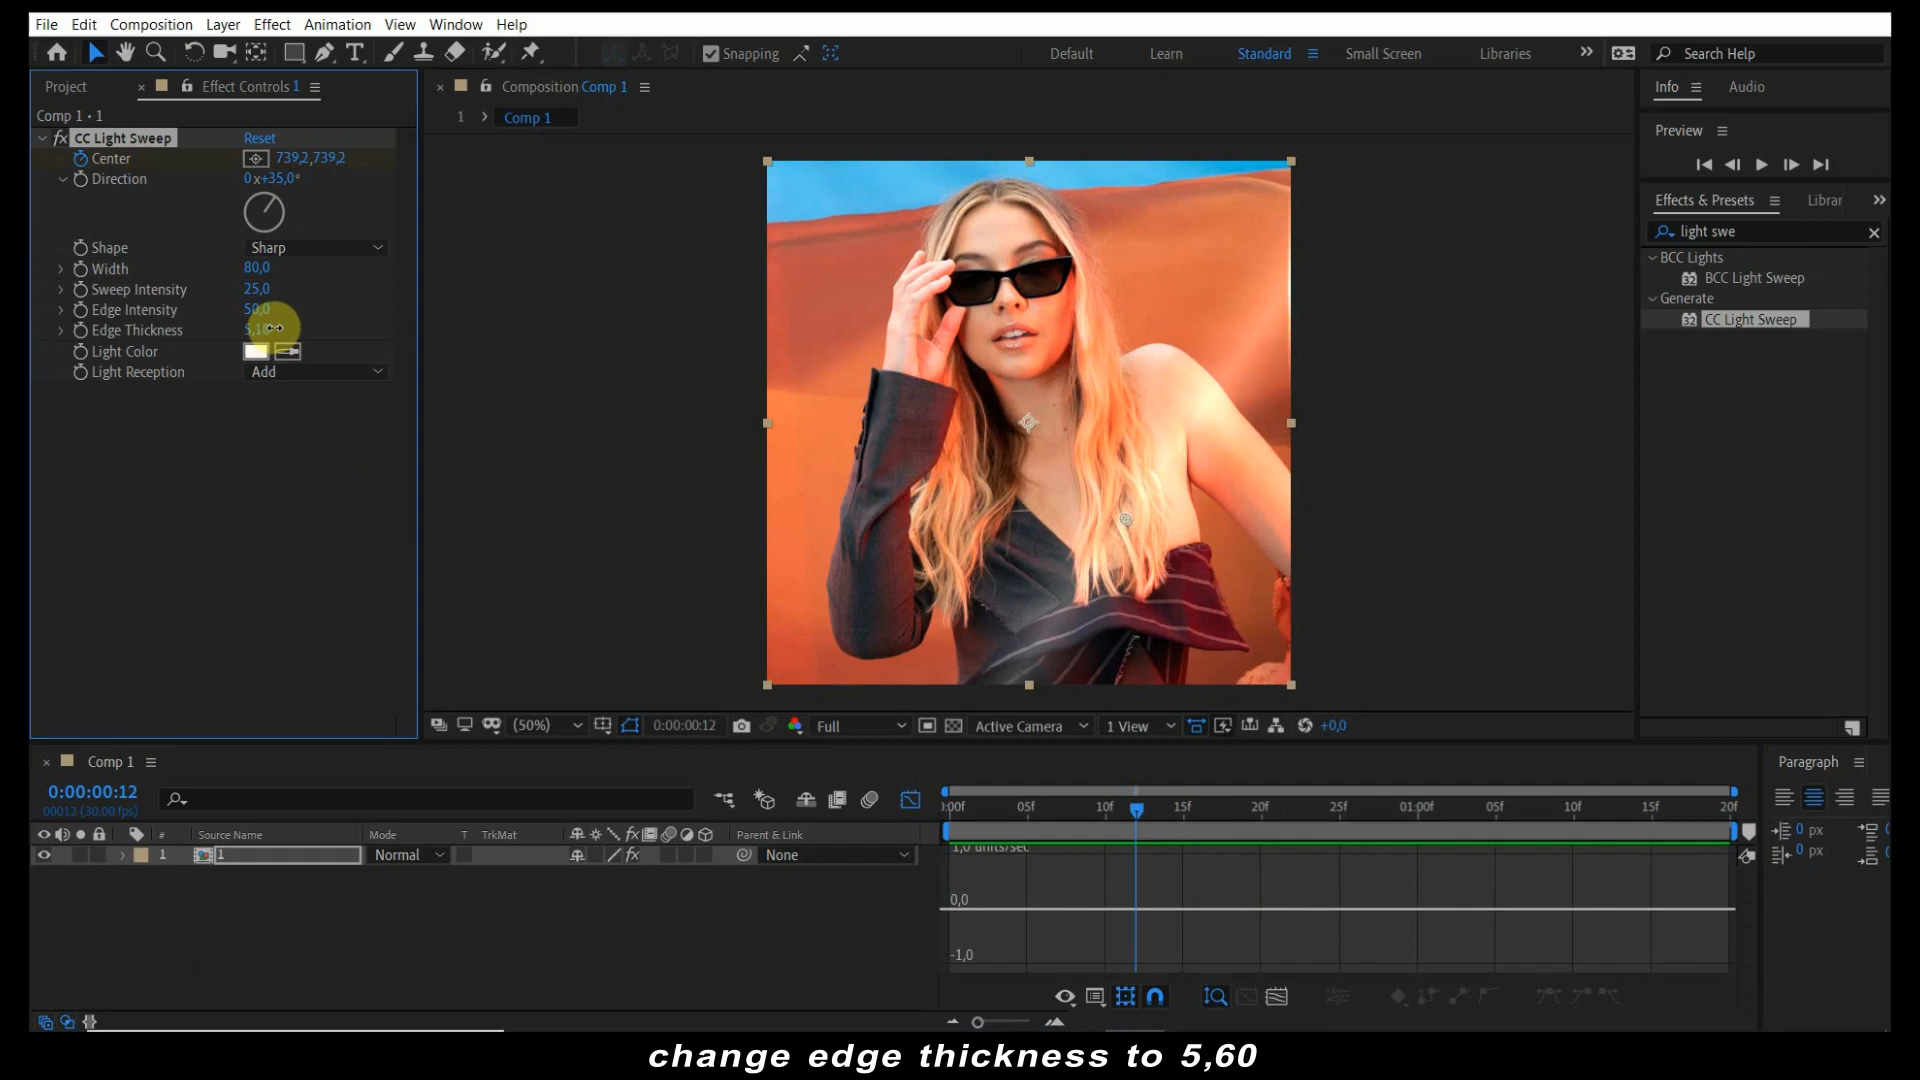 File Edit Composition Layer Effect Animation View Window Help
Snapping Default Learn Standard Small Screen Libraries Search Help
Project Effect Controls 1
Comp 1 • 1
fx CC Light Sweep Reset
Center 739,2,739,2
Direction 0 x+35,0°
Shape Sharp
Width 80,0
Sweep Intensity 25,0
Edge Intensity 50,0
Edge Thickness
Light Color
Light Reception Add
Composition Comp 1
1 Comp 1
(50%) 0:00:00:12 Full Active Camera 1 View +0,0
Info Audio
Preview
Effects & Presets Librar
light swe
BCC Lights
32 BCC Light Sweep
Generate
32 CC Light Sweep
Comp 1
0:00:00:12
00012 (30.00 fps)
# Source Name Mode T TrkMat fx Parent & Link
1 1 Normal fx None
):00f 05f 10f 15f 20f 25f 01:00f 05f 10f 15f 20f
1,0 units/sec
0,0
-1,0
Paragraph
0 px
0 px
change edge thickness to 5,60